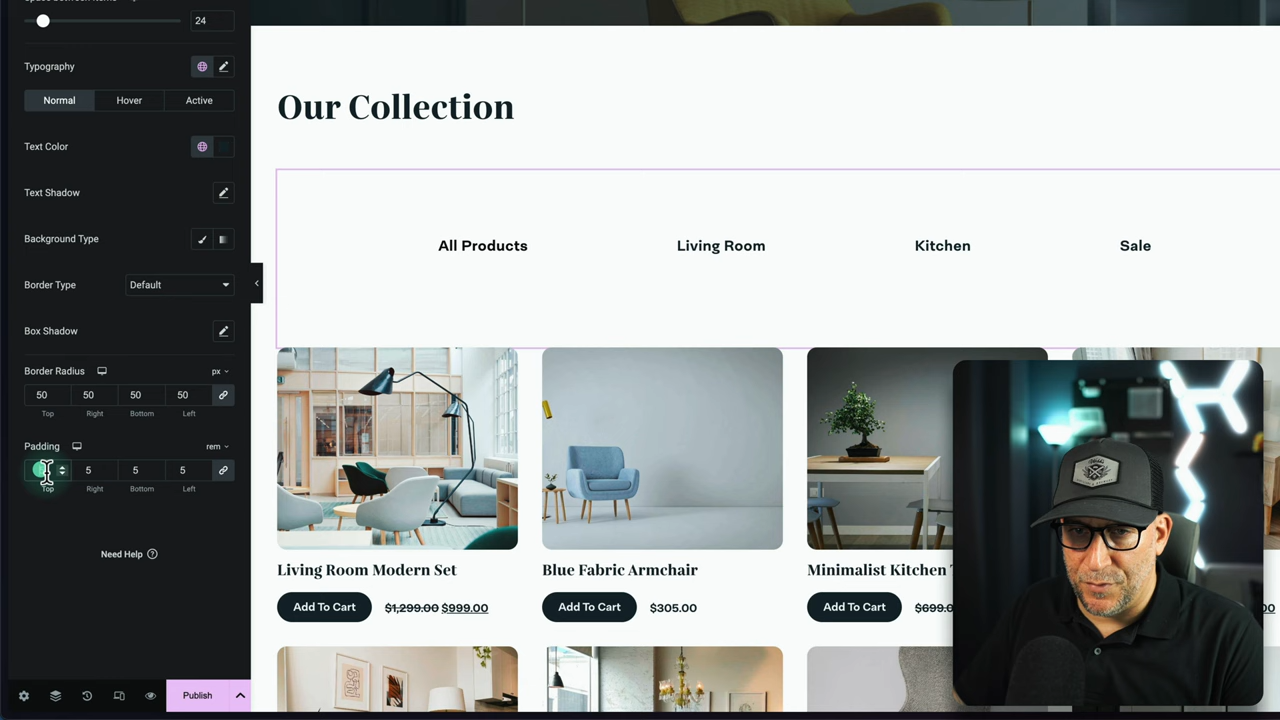 24
Typography
Normal Hover Active
Text Color
Text Shadow
Background Type
Border Type Default
Box Shadow
Border Radius px
50 50 50 50
Top Right Bottom Left
Padding rem
5 5 5
Top Right Bottom Left
Need Help ?
Publish
Our Collection
All Products Living Room Kitchen Sale
Living Room Modern Set
Add To Cart $1,299.00 $999.00
Blue Fabric Armchair
Add To Cart $305.00
Minimalist Kitchen
Add To Cart